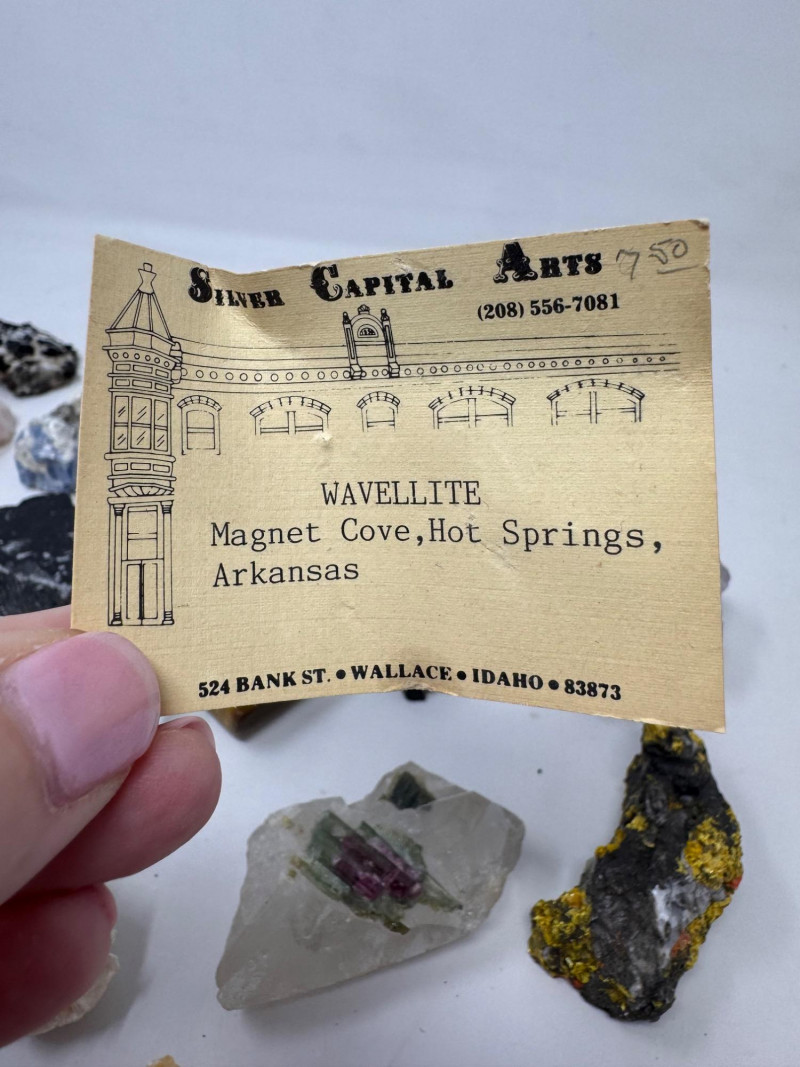 SILVER CAPITAL ARTS 7 50
(208) 556-7081
WAVELLITE
Magnet Cove,Hot Springs,
Arkansas
524 BANK ST. • WALLACE • IDAHO • 83873